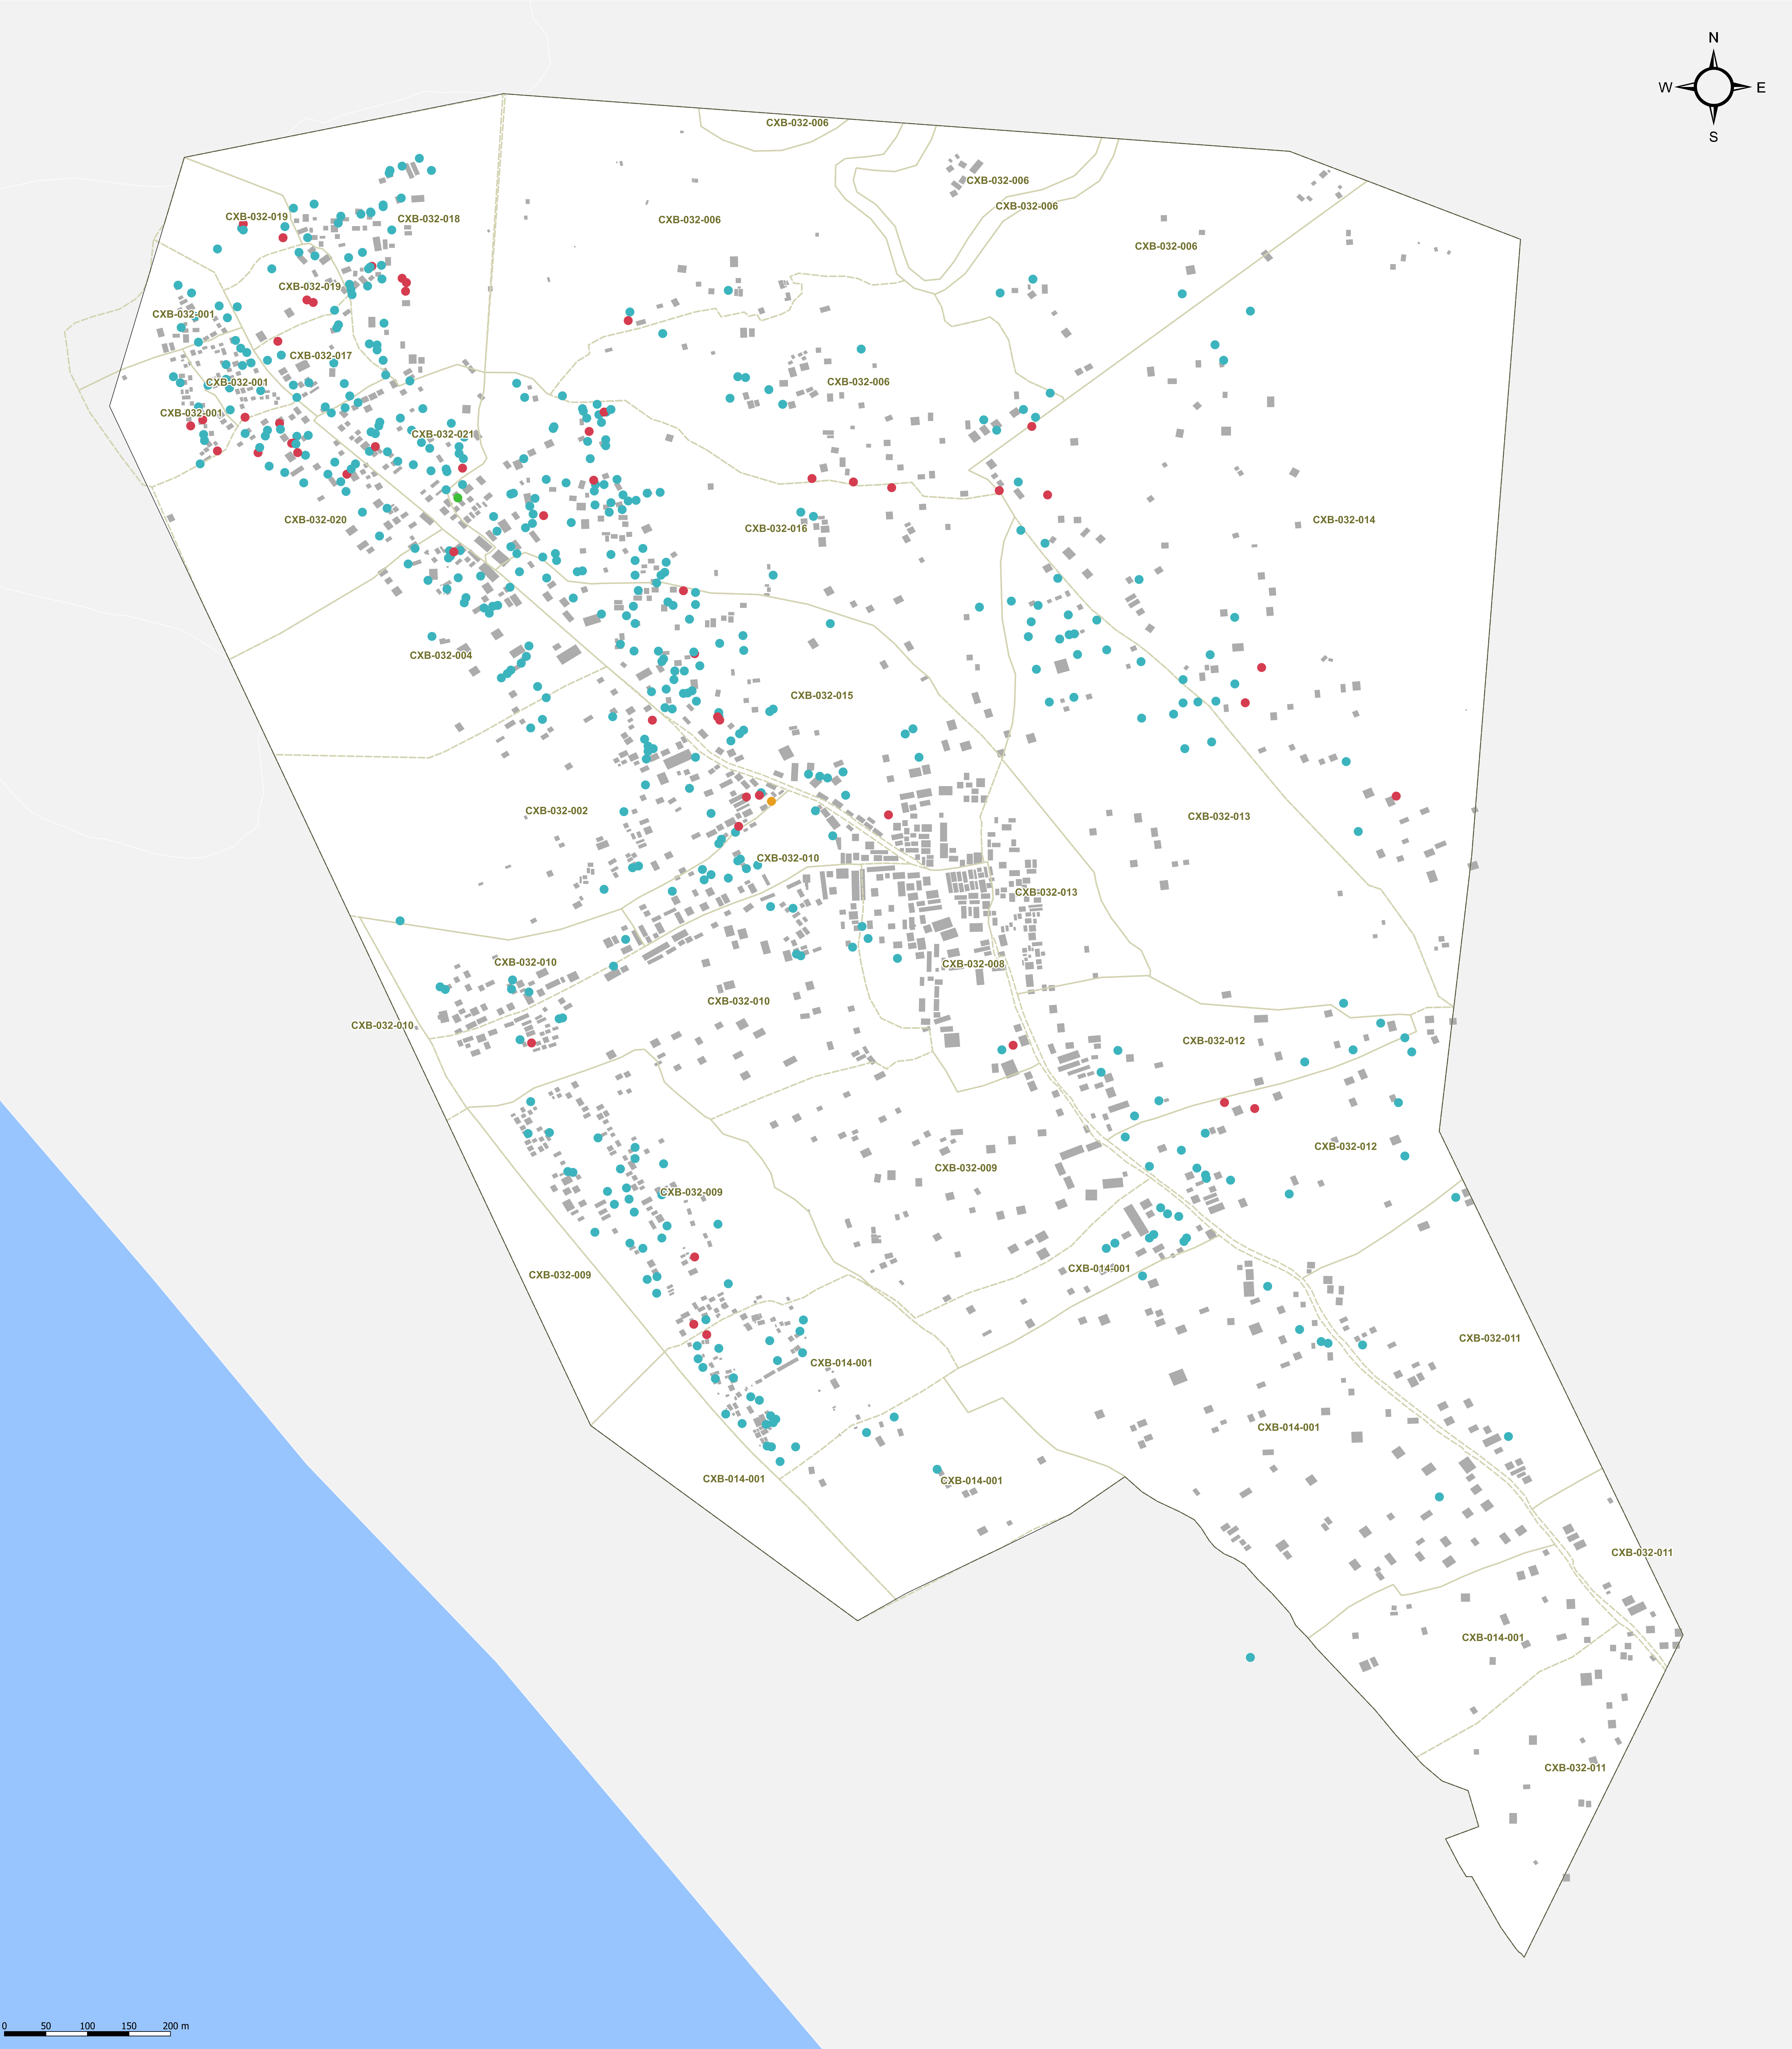 N
W E
S
CXB-032-006
CXB-032-006
CXB-032-006
CXB-032-019
CXB-032-018
CXB-032-006
CXB-032-006
CXB-032-019
CXB-032-001
CXB-032-017
CXB-032-001
CXB-032-006
CXB-032-001
CXB-032-021
CXB-032-020
CXB-032-016
CXB-032-014
CXB-032-004
CXB-032-015
CXB-032-002
CXB-032-013
CXB-032-010
CXB-032-013
CXB-032-010
CXB-032-008
CXB-032-010
CXB-032-010
CXB-032-012
CXB-032-012
CXB-032-009
CXB-032-009
CXB-032-009
CXB-014-001
CXB-032-011
CXB-014-001
CXB-014-001
CXB-014-001
CXB-014-001
CXB-032-011
CXB-014-001
CXB-032-011
0 50 100 150 200 m